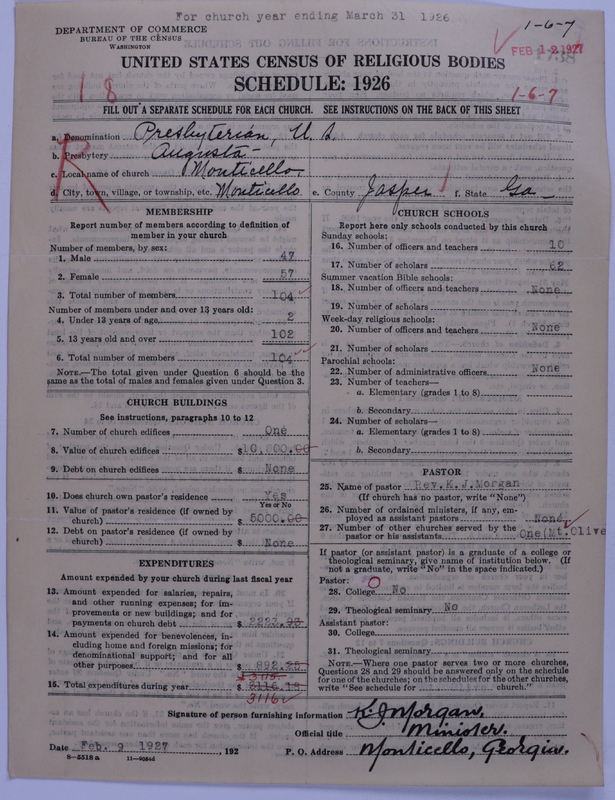 For church year ending March 31 1926.
DEPARTMENT OF COMMERCE
BUREAU OF THE CENSUS
WASHINGTON
1-6-7
FEB 12 1927
UNITED STATES CENSUS OF RELIGIOUS BODIES
SCHEDULE: 1926
18
1-6-7
FILL OUT A SEPARATE SCHEDULE FOR EACH CHURCH. SEE INSTRUCTIONS ON THE BACK OF THIS SHEET
R
a. Denomination Presbyterian, U. S.
b. Presbytery Augusta
c. Local name of church Monticello
d. City, town, village, or township, etc. Monticello e. County Jasper f. State Ga
MEMBERSHIP
Report number of members according to definition of
member in your church
Number of members, by sex:
1. Male 47
2. Female 57
3. Total number of members 104
Number of members under and over 13 years old:
4. Under 13 years of age 2
5. 13 years old and over 102
6. Total number of members 104
NOTE.—The total given under Question 6 should be the
same as the total of males and females given under Question 3.
CHURCH BUILDINGS
See instructions, paragraphs 10 to 12
7. Number of church edifices One
8. Value of church edifices $10,000.00
9. Debt on church edifices $ None
10. Does church own pastor's residence Yes
Yes or No
11. Value of pastor's residence (if owned by
church) $ 5000.00
12. Debt on pastor's residence (if owned by
church) $ None
EXPENDITURES
Amount expended by your church during last fiscal year
13. Amount expended for salaries, repairs,
and other running expenses; for im-
provements or new buildings; and for
payments on church debt $ 2223.93
14. Amount expended for benevolences, in-
cluding home and foreign missions; for
denominational support; and for all
other purposes $ 892.25
3115
15. Total expenditures during year $ 3116.18
3116
CHURCH SCHOOLS
Report here only schools conducted by this church
Sunday schools:
16. Number of officers and teachers 10
17. Number of scholars 62
Summer vacation Bible schools:
18. Number of officers and teachers None
19. Number of scholars
Week-day religious schools:
20. Number of officers and teachers None
21. Number of scholars
Parochial schools:
22. Number of administrative officers None
23. Number of teachers—
a. Elementary (grades 1 to 8)
b. Secondary
24. Number of scholars—
a. Elementary (grades 1 to 8)
b. Secondary
PASTOR
25. Name of pastor Rev. K. J. Morgan
(If church has no pastor, write "None")
26. Number of ordained ministers, if any, em-
ployed as assistant pastors None
27. Number of other churches served by the
pastor or his assistants One(Mt.Olive
If pastor (or assistant pastor) is a graduate of a college or
theological seminary, give name of institution below. (If
not a graduate, write "No" in the space indicated.)
Pastor:
28. College No
29. Theological seminary No
Assistant pastor:
30. College
31. Theological seminary
NOTE.—Where one pastor serves two or more churches,
Questions 28 and 29 should be answered only on the schedule
for one of the churches; on the schedules for the other churches,
write "See schedule for church."
Signature of person furnishing information K J Morgan.
Official title Minister.
Date Feb. 9 1927, 192 P. O. Address Monticello, Georgia.
8—5518 a 11—9056d